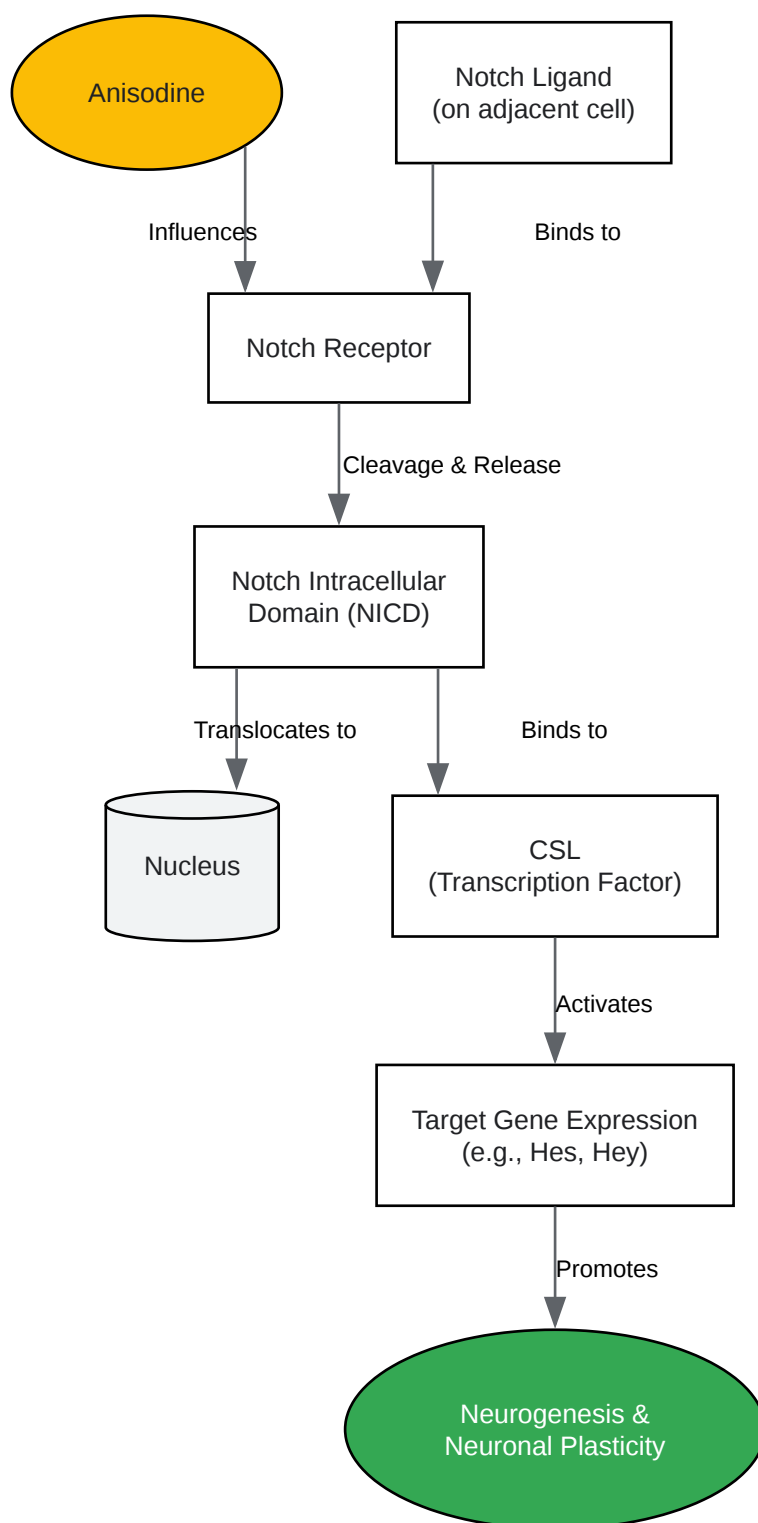 Anisodine
Notch Ligand
(on adjacent cell)
Influences
Binds to
Notch Receptor
Cleavage & Release
Notch Intracellular
Domain (NICD)
Translocates to
Binds to
Nucleus
CSL
(Transcription Factor)
Activates
Target Gene Expression
(e.g., Hes, Hey)
Promotes
Neurogenesis &
Neuronal Plasticity